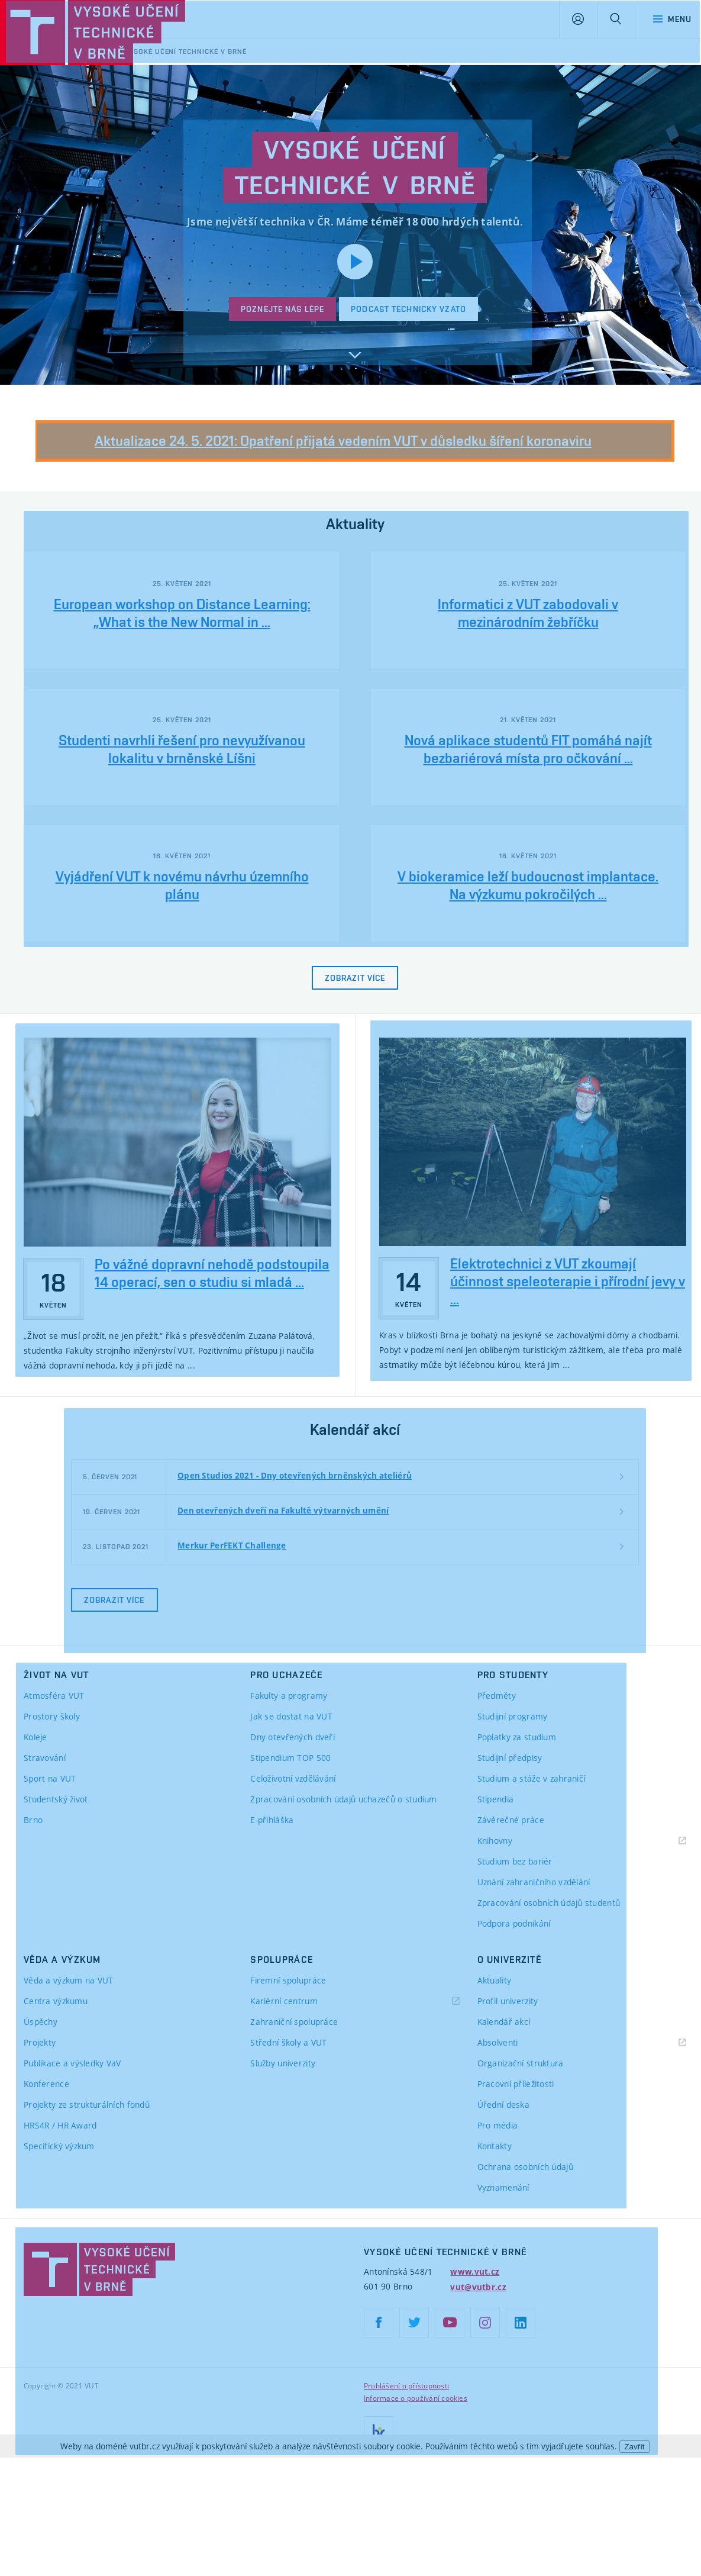 VYSOKÉ UČENÍ
TECHNICKÉ
V BRNĚ
SOKÉ UČENÍ TECHNICKÉ V BRNĚ
MENU
VYSOKÉ UČENÍ
TECHNICKÉ V BRNĚ
Jsme největší technika v ČR. Máme téměř 18 000 hrdých talentů.
POZNEJTE NÁS LÉPE
PODCAST TECHNICKY VZATO
Aktualizace 24. 5. 2021: Opatření přijatá vedením VUT v důsledku šíření koronaviru
Aktuality
25. KVĚTEN 2021
European workshop on Distance Learning:
„What is the New Normal in ...
25. KVĚTEN 2021
Informatici z VUT zabodovali v
mezinárodním žebříčku
25. KVĚTEN 2021
Studenti navrhli řešení pro nevyužívanou
lokalitu v brněnské Líšni
21. KVĚTEN 2021
Nová aplikace studentů FIT pomáhá najít
bezbariérová místa pro očkování ...
18. KVĚTEN 2021
Vyjádření VUT k novému návrhu územního
plánu
18. KVĚTEN 2021
V biokeramice leží budoucnost implantace.
Na výzkumu pokročilých ...
ZOBRAZIT VÍCE
18
KVĚTEN
Po vážné dopravní nehodě podstoupila
14 operací, sen o studiu si mladá ...
„Život se musí prožít, ne jen přežít,“ říká s přesvědčením Zuzana Palátová,
studentka Fakulty strojního inženýrství VUT. Pozitivnímu přístupu ji naučila
vážná dopravní nehoda, kdy ji při jízdě na ...
14
KVĚTEN
Elektrotechnici z VUT zkoumají
účinnost speleoterapie i přírodní jevy v
...
Kras v blízkosti Brna je bohatý na jeskyně se zachovalými dómy a chodbami.
Pobyt v podzemí není jen oblíbeným turistickým zážitkem, ale třeba pro malé
astmatiky může být léčebnou kúrou, která jim ...
Kalendář akcí
5. ČERVEN 2021
Open Studios 2021 - Dny otevřených brněnských ateliérů
19. ČERVEN 2021
Den otevřených dveří na Fakultě výtvarných umění
23. LISTOPAD 2021
Merkur PerFEKT Challenge
ZOBRAZIT VÍCE
ŽIVOT NA VUT
Atmosféra VUT
Prostory školy
Koleje
Stravování
Sport na VUT
Studentský život
Brno
PRO UCHAZEČE
Fakulty a programy
Jak se dostat na VUT
Dny otevřených dveří
Stipendium TOP 500
Celoživotní vzdělávání
Zpracování osobních údajů uchazečů o studium
E-přihláška
PRO STUDENTY
Předměty
Studijní programy
Poplatky za studium
Studijní předpisy
Studium a stáže v zahraničí
Stipendia
Závěrečné práce
Knihovny
Studium bez bariér
Uznání zahraničního vzdělání
Zpracování osobních údajů studentů
Podpora podnikání
VĚDA A VÝZKUM
Věda a výzkum na VUT
Centra výzkumu
Úspěchy
Projekty
Publikace a výsledky VaV
Konference
Projekty ze strukturálních fondů
HRS4R / HR Award
Specifický výzkum
SPOLUPRÁCE
Firemní spolupráce
Kariérní centrum
Zahraniční spolupráce
Střední školy a VUT
Služby univerzity
O UNIVERZITĚ
Aktuality
Profil univerzity
Kalendář akcí
Absolventi
Organizační struktura
Pracovní příležitosti
Úřední deska
Pro média
Kontakty
Ochrana osobních údajů
Vyznamenání
VYSOKÉ UČENÍ
TECHNICKÉ
V BRNĚ
VYSOKÉ UČENÍ TECHNICKÉ V BRNĚ
Antonínská 548/1
601 90 Brno
www.vut.cz
vut@vutbr.cz
Copyright © 2021 VUT
Prohlášení o přístupnosti
Informace o používání cookies
Weby na doméně vutbr.cz využívají k poskytování služeb a analýze návštěvnosti soubory cookie. Používáním těchto webů s tím vyjadřujete souhlas. Zavřít